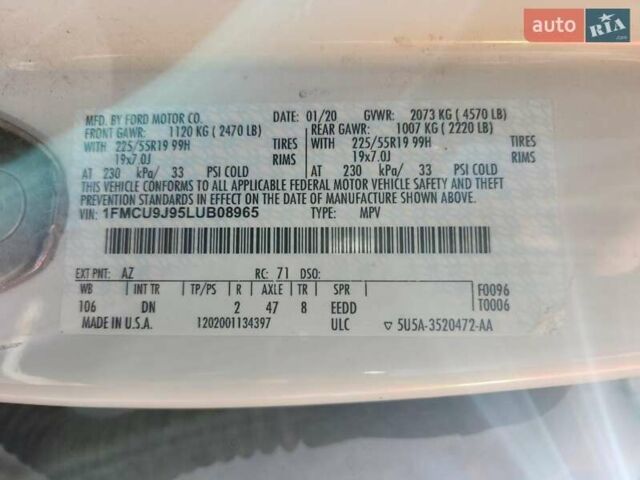 auto RIA .com
MFD. BY FORD MOTOR CO. DATE: 01/20 GVWR: 2073 KG ( 4570 LB)
FRONT GAWR: 1120 KG ( 2470 LB) REAR GAWR: 1007 KG ( 2220 LB)
WITH 225/55R19 99H TIRES WITH 225/55R19 99H TIRES
19x7.0J RIMS 19x7.0J RIMS
AT 230 kPa/ 33 PSI COLD AT 230 kPa/ 33 PSI COLD
THIS VEHICLE CONFORMS TO ALL APPLICABLE FEDERAL MOTOR VEHICLE SAFETY AND THEFT
PREVENTION STANDARDS IN EFFECT ON THE DATE OF MANUFACTURE SHOWN ABOVE.
VIN: 1FMCU9J95LUB08965 TYPE: MPV
EXT PNT: AZ RC: 71 DSO:
WB INT TR TP/PS R AXLE TR SPR F0096
106 DN 2 47 8 EEDD T0006
MADE IN U.S.A. 1202001134397 ULC ▽ 5U5A-3520472-AA